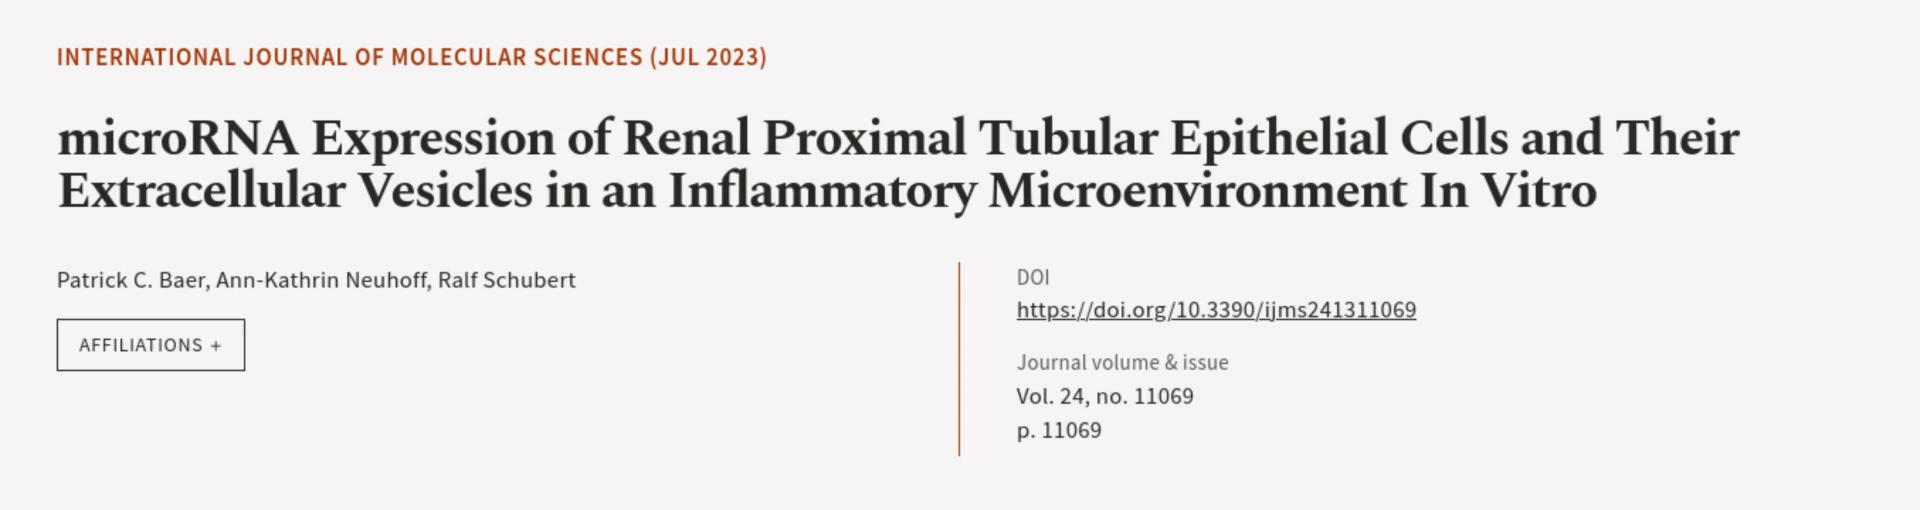 INTERNATIONAL JOURNAL OF MOLECULAR SCIENCES (JUL 2023)
microRNA Expression of Renal Proximal Tubular Epithelial Cells and Their
Extracellular Vesicles in an Inflammatory Microenvironment In Vitro
Patrick C. Baer, Ann-Kathrin Neuhoff, Ralf Schubert
AFFILIATIONS +
DOI
https://doi.org/10.3390/ijms241311069
Journal volume & issue
Vol. 24, no. 11069
p. 11069